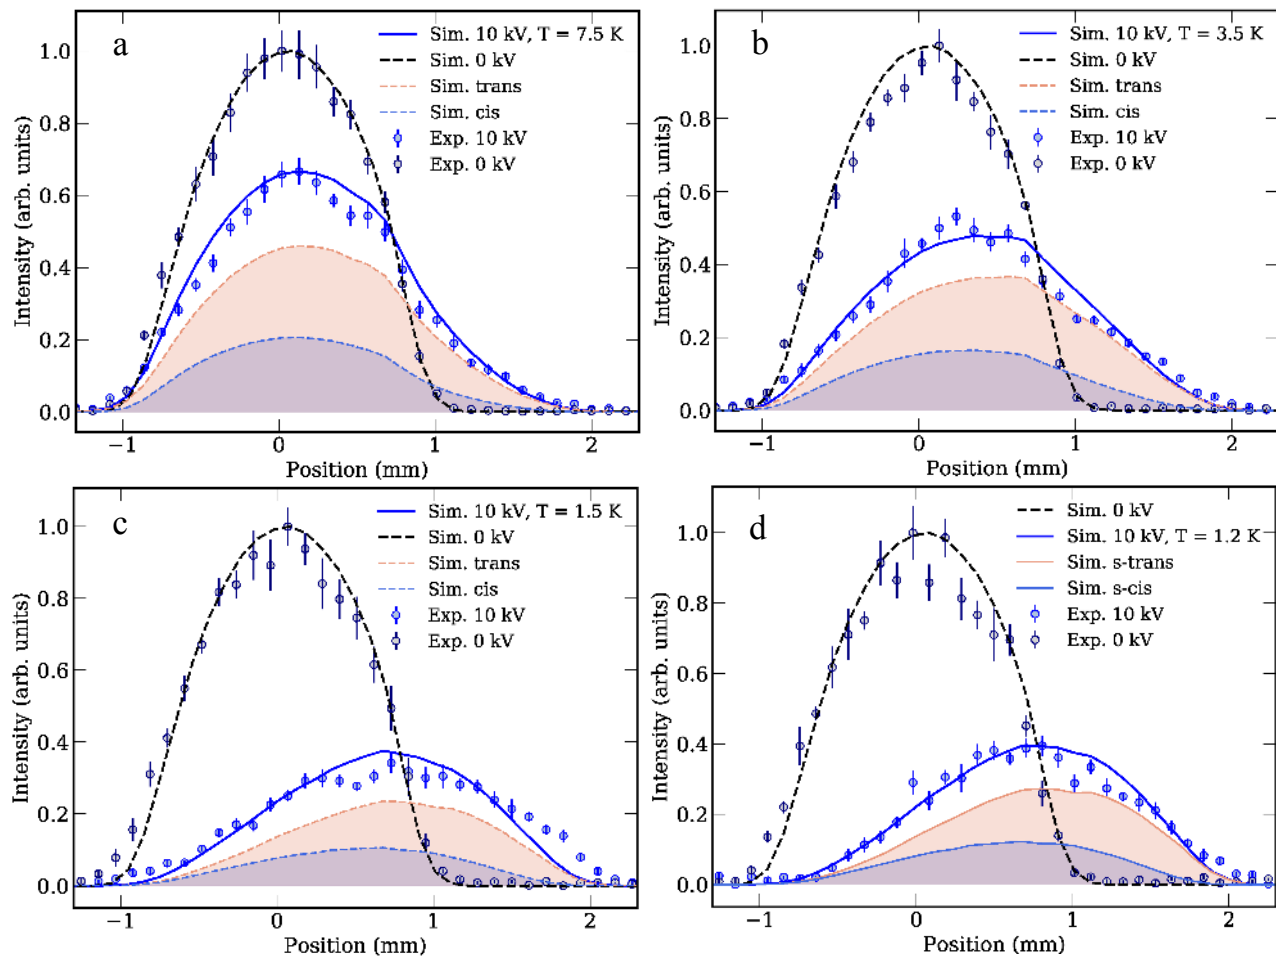 a
Sim. 10 kV, T = 7.5 K
Sim. 0 kV
Sim. trans
Sim. cis
Exp. 10 kV
Exp. 0 kV
Intensity (arb. units)
1.0
0.8
0.6
0.4
0.2
0.0
−1 0 1 2
Position (mm)
b
Sim. 10 kV, T = 3.5 K
Sim. 0 kV
Sim. trans
Sim. cis
Exp. 10 kV
Exp. 0 kV
Intensity (arb. units)
1.0
0.8
0.6
0.4
0.2
0.0
−1 0 1 2
Position (mm)
c
Sim. 10 kV, T = 1.5 K
Sim. 0 kV
Sim. trans
Sim. cis
Exp. 10 kV
Exp. 0 kV
Intensity (arb. units)
1.0
0.8
0.6
0.4
0.2
0.0
−1 0 1 2
Position (mm)
d
Sim. 0 kV
Sim. 10 kV, T = 1.2 K
Sim. s-trans
Sim. s-cis
Exp. 10 kV
Exp. 0 kV
Intensity (arb. units)
1.0
0.8
0.6
0.4
0.2
0.0
−1 0 1 2
Position (mm)